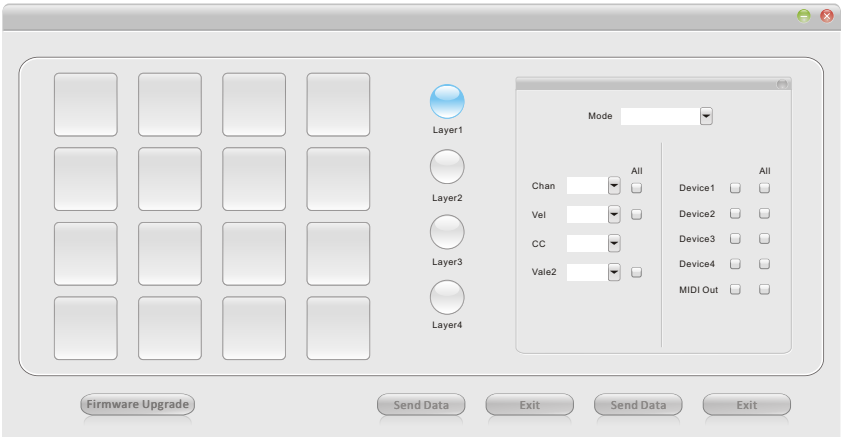 Mode
Layer1
All
All
Chan
Device1
Layer2
Vel
Device2
CC
Device3
Layer3
Vale2
Device4
MIDI Out
Layer4
Firmware Upgrade
Send Data
Exit
Send Data
Exit